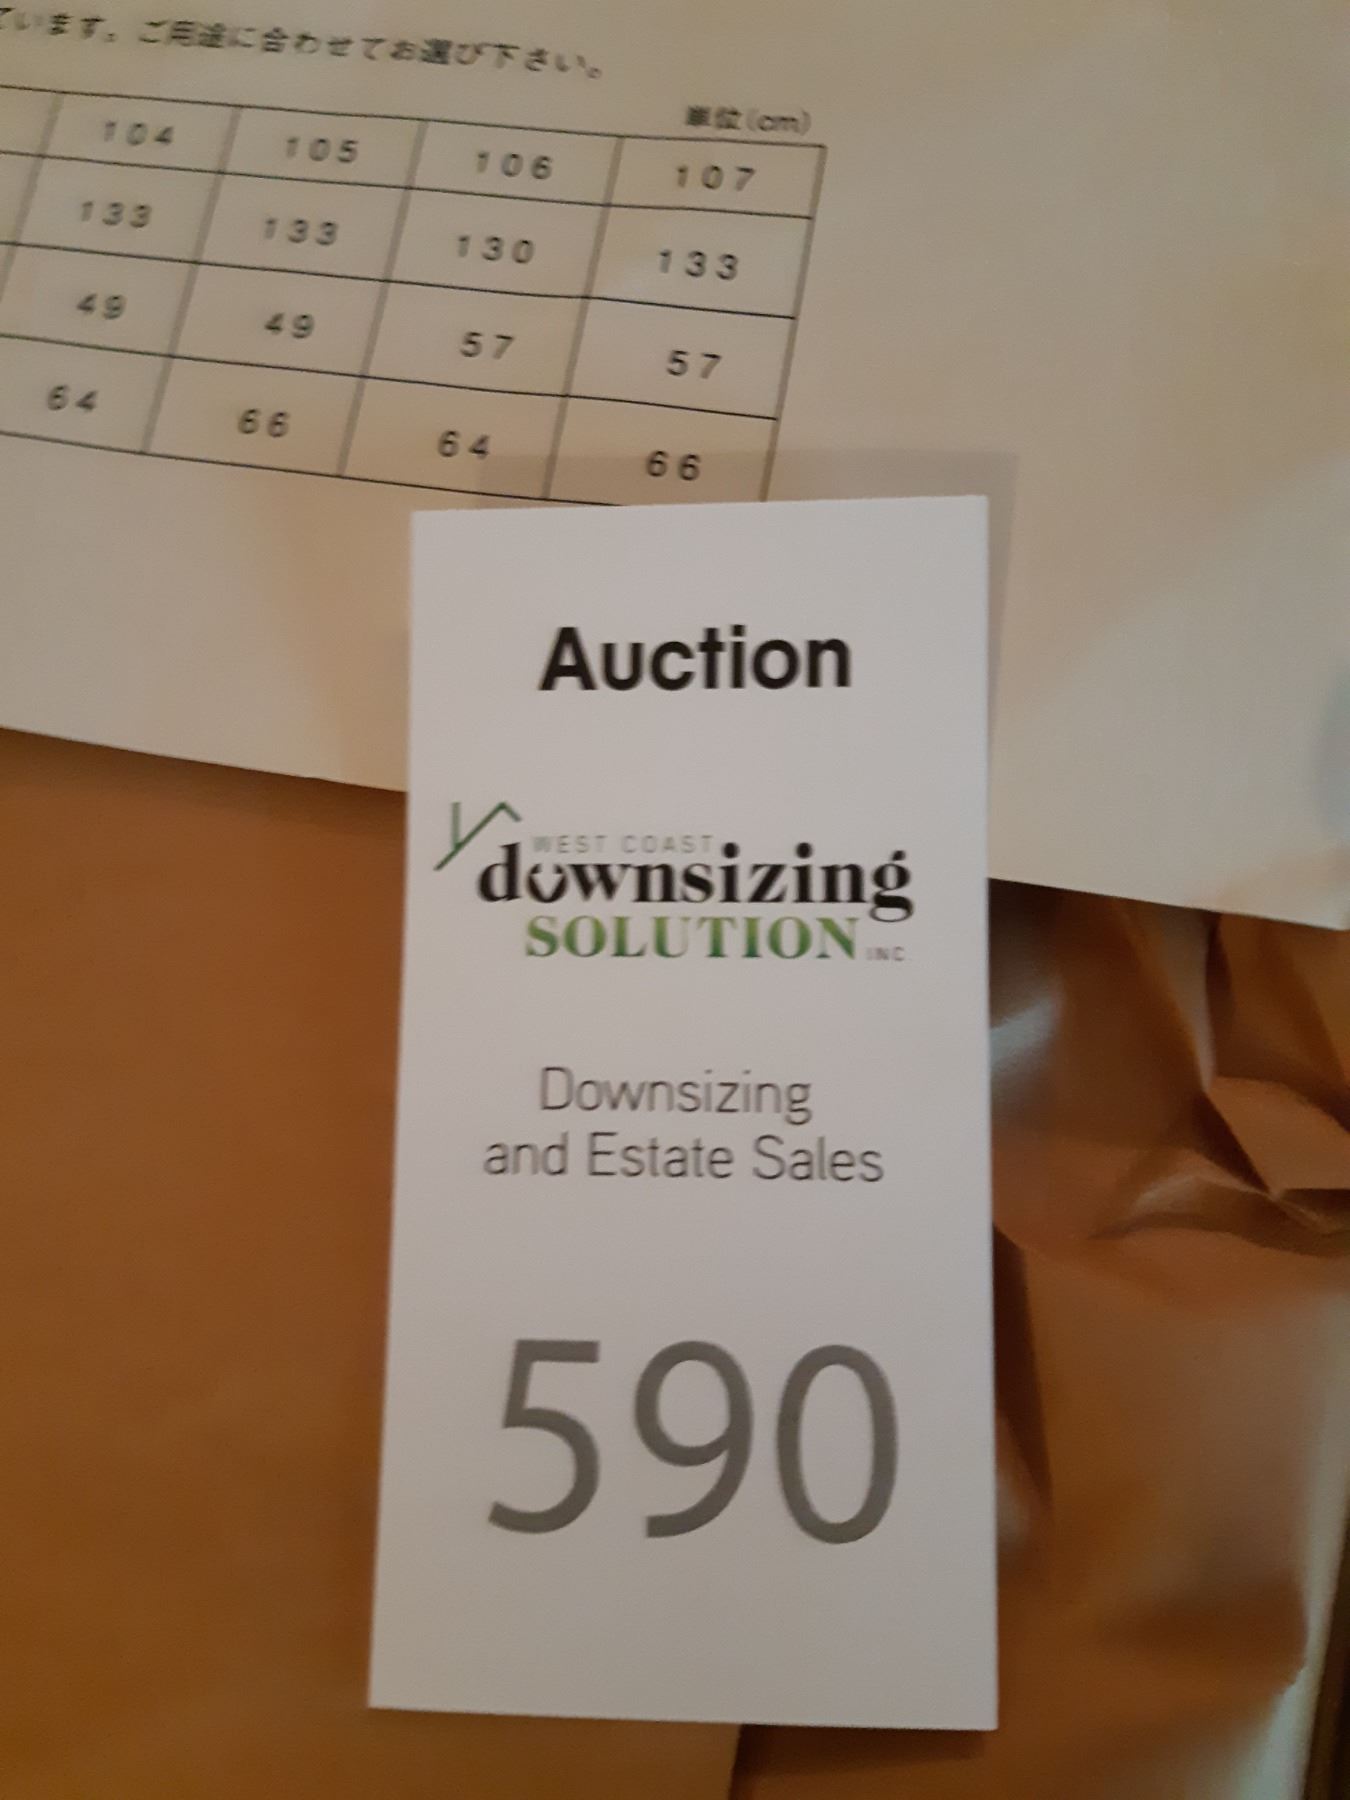 ています。ご用途に合わせてお選び下さい。
単位(cm)
104 105 106 107
133 133 130 133
49 49 57 57
64 66 64 66
Auction
WEST COAST
downsizing
SOLUTION INC.
Downsizing
and Estate Sales
590